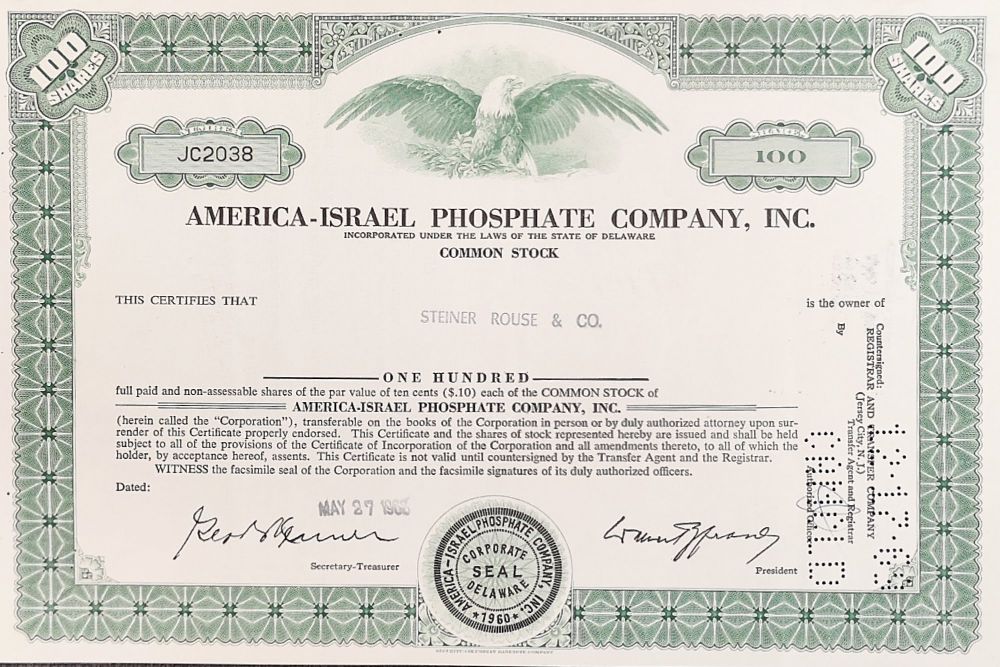 100 SHARES
100 SHARES
JC2038
100
AMERICA-ISRAEL PHOSPHATE COMPANY, INC.
INCORPORATED UNDER THE LAWS OF THE STATE OF DELAWARE
COMMON STOCK
THIS CERTIFIES THAT
is the owner of
STEINER ROUSE & CO.
ONE HUNDRED
full paid and non-assessable shares of the par value of ten cents ($.10) each of the COMMON STOCK of
AMERICA-ISRAEL PHOSPHATE COMPANY, INC.
(herein called the "Corporation"), transferable on the books of the Corporation in person or by duly authorized attorney upon sur-
render of this Certificate properly endorsed. This Certificate and the shares of stock represented hereby are issued and shall be held
subject to all of the provisions of the Certificate of Incorporation of the Corporation and all amendments thereto, to all of which the
holder, by acceptance hereof, assents. This Certificate is not valid until countersigned by the Transfer Agent and the Registrar.
WITNESS the facsimile seal of the Corporation and the facsimile signatures of its duly authorized officers.
Dated:
MAY 27
Secretary-Treasurer
President
AMERICA-ISRAEL PHOSPHATE COMPANY, INC.
CORPORATE
SEAL
DELAWARE
1960
Countersigned:
REGISTRAR AND TRANSFER COMPANY
(Jersey City, N. J.)
Transfer Agent and Registrar
By
Authorized Officer